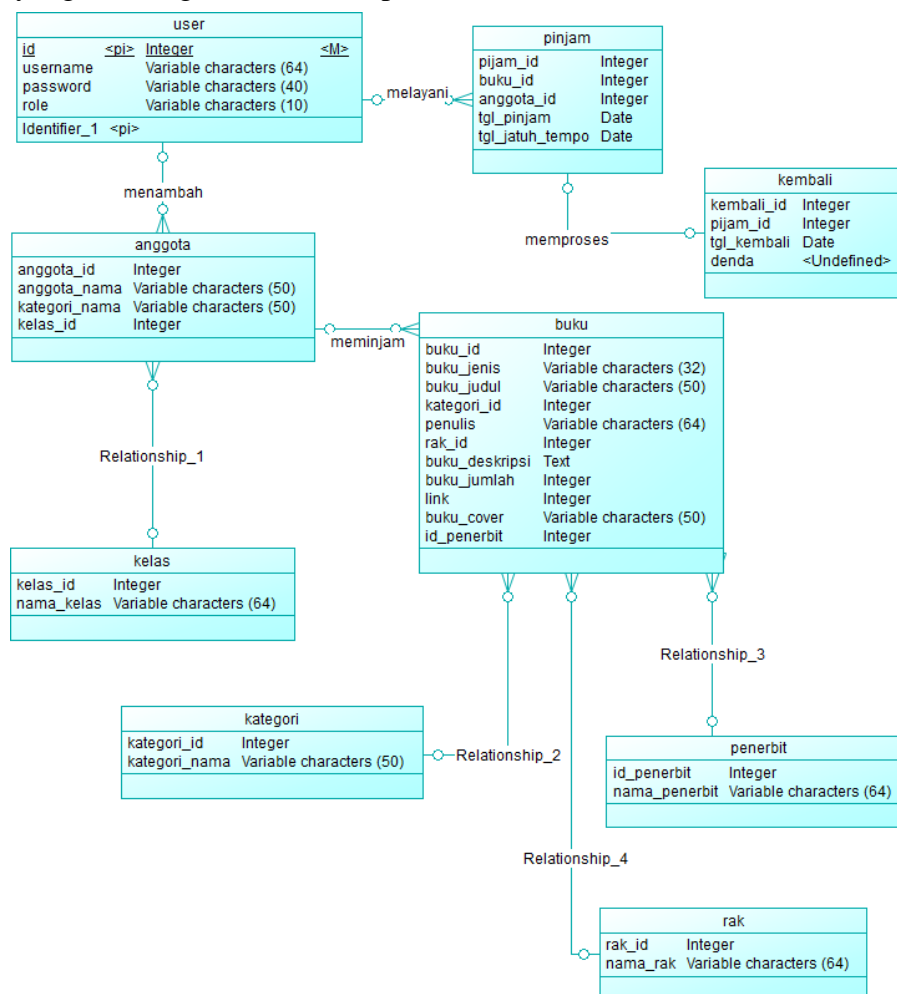 user
id <pi> Integer <M>
username Variable characters (64)
password Variable characters (40)
role Variable characters (10)
Identifier_1 <pi>
melayani
pinjam
pijam_id Integer
buku_id Integer
anggota_id Integer
tgl_pinjam Date
tgl_jatuh_tempo Date
menambah
memproses
kembali
kembali_id Integer
pijam_id Integer
tgl_kembali Date
denda <Undefined>
anggota
anggota_id Integer
anggota_nama Variable characters (50)
kategori_nama Variable characters (50)
kelas_id Integer
meminjam
buku
buku_id Integer
buku_jenis Variable characters (32)
buku_judul Variable characters (50)
kategori_id Integer
penulis Variable characters (64)
rak_id Integer
buku_deskripsi Text
buku_jumlah Integer
link Integer
buku_cover Variable characters (50)
id_penerbit Integer
Relationship_1
kelas
kelas_id Integer
nama_kelas Variable characters (64)
Relationship_3
kategori
kategori_id Integer
kategori_nama Variable characters (50)
Relationship_2
penerbit
id_penerbit Integer
nama_penerbit Variable characters (64)
Relationship_4
rak
rak_id Integer
nama_rak Variable characters (64)